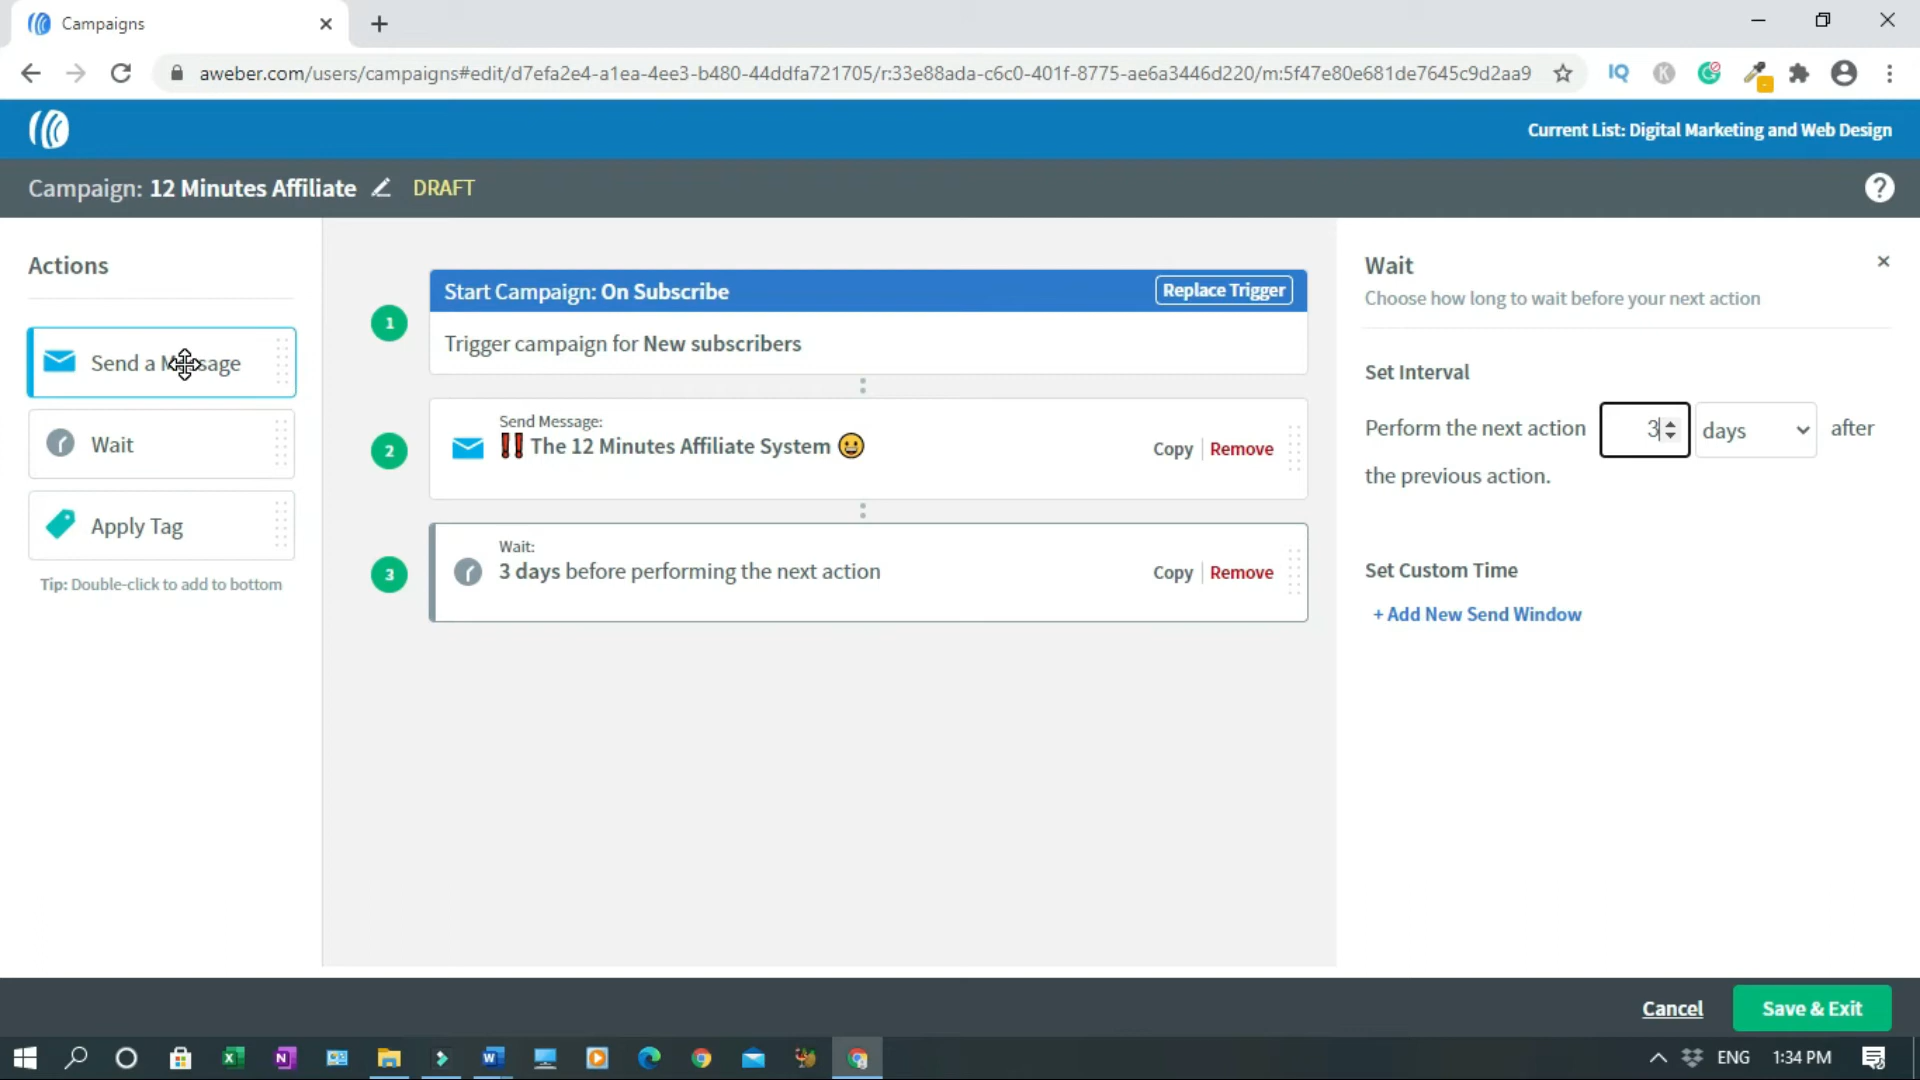 Campaigns
aweber.com/users/campaigns#edit/d7efa2e4-a1ea-4ee3-b480-44ddfa721705/r:33e88ada-c6c0-401f-8775-ae6a3446d220/m:5f47e80e681de7645c9d2aa9
IQ
K
Current List: Digital Marketing and Web Design
Campaign: 12 Minutes Affiliate DRAFT
?
Actions
Send a Message
Wait
Apply Tag
Tip: Double-click to add to bottom
1
Start Campaign: On Subscribe
Replace Trigger
Trigger campaign for New subscribers
2
Send Message:
‼️ The 12 Minutes Affiliate System 😀
Copy Remove
3
Wait:
3 days before performing the next action
Copy Remove
Wait
×
Choose how long to wait before your next action
Set Interval
Perform the next action 3 days after
the previous action.
Set Custom Time
+ Add New Send Window
Cancel
Save & Exit
ENG
1:34 PM